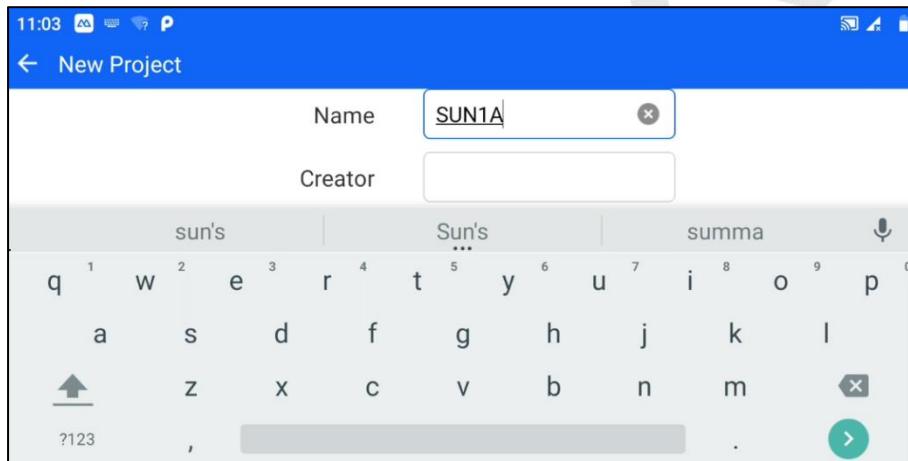 11:03
New Project
Name SUN1A
Creator
sun's Sun's summa
q 1 w 2 e 3 r 4 t 5 y 6 u 7 i 8 o 9 p
a s d f g h j k l
z x c v b n m
?123 , .